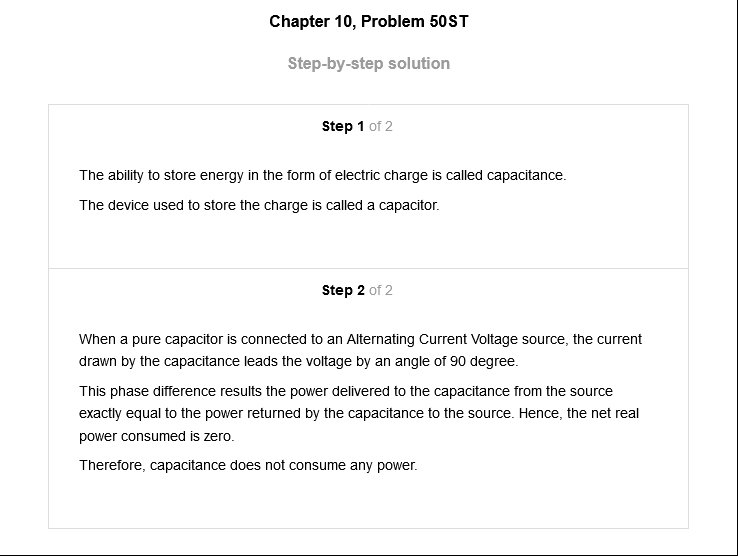 Chapter 10, Problem 50ST
Step-by-step solution
Step 1 of 2
The ability to store energy in the form of electric charge is called capacitance.
The device used to store the charge is called a capacitor.
Step 2 of 2
When a pure capacitor is connected to an Alternating Current Voltage source, the current
drawn by the capacitance leads the voltage by an angle of 90 degree.
This phase difference results the power delivered to the capacitance from the source
exactly equal to the power returned by the capacitance to the source. Hence, the net real
power consumed is zero.
Therefore, capacitance does not consume any power.